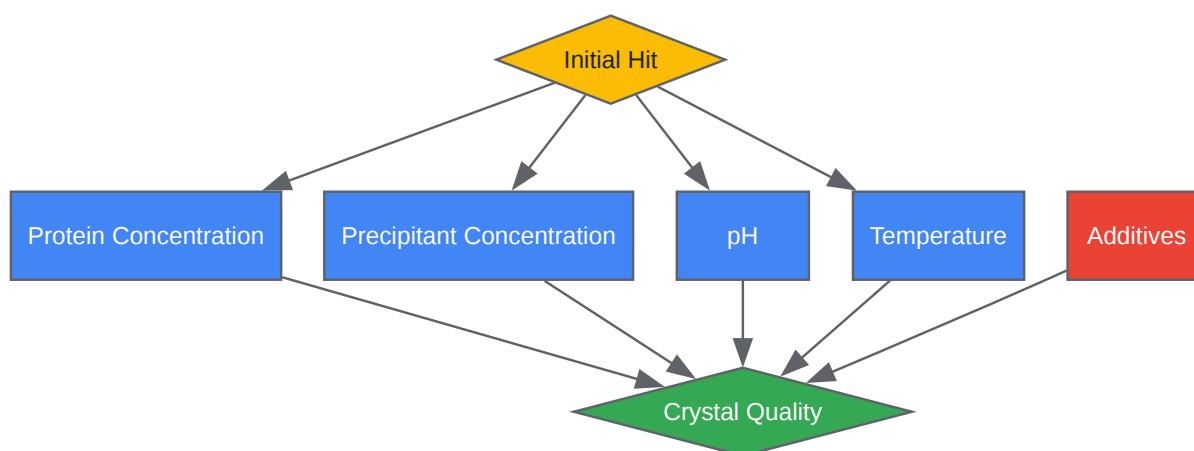 Initial Hit
Protein Concentration
Precipitant Concentration
pH
Temperature
Additives
Crystal Quality